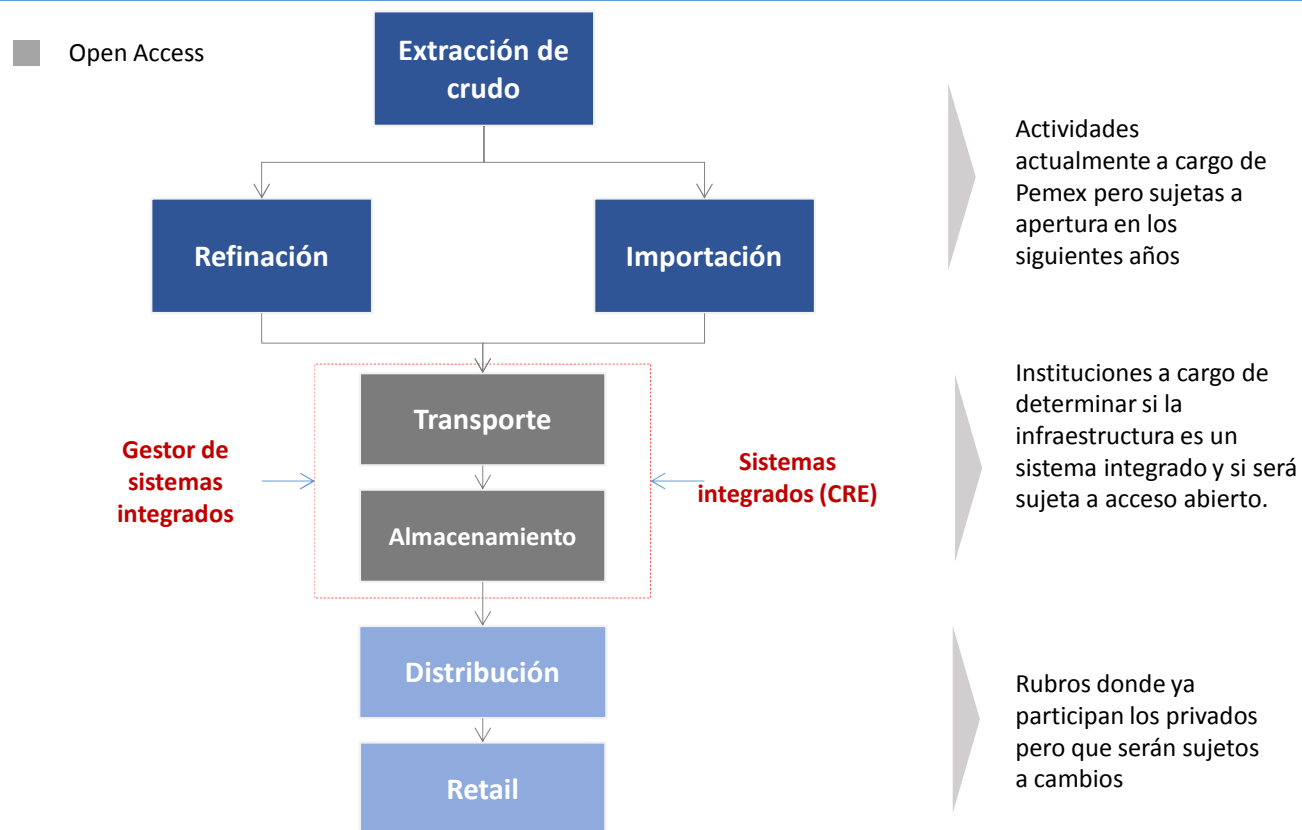 Open Access
Extracción de
crudo
Refinación
Importación
Actividades
actualmente a cargo de
Pemex pero sujetas a
apertura en los
siguientes años
Transporte
Almacenamiento
Gestor de
sistemas
integrados
Sistemas
integrados (CRE)
Instituciones a cargo de
determinar si la
infraestructura es un
sistema integrado y si será
sujeta a acceso abierto.
Distribución
Retail
Rubros donde ya
participan los privados
pero que serán sujetos
a cambios